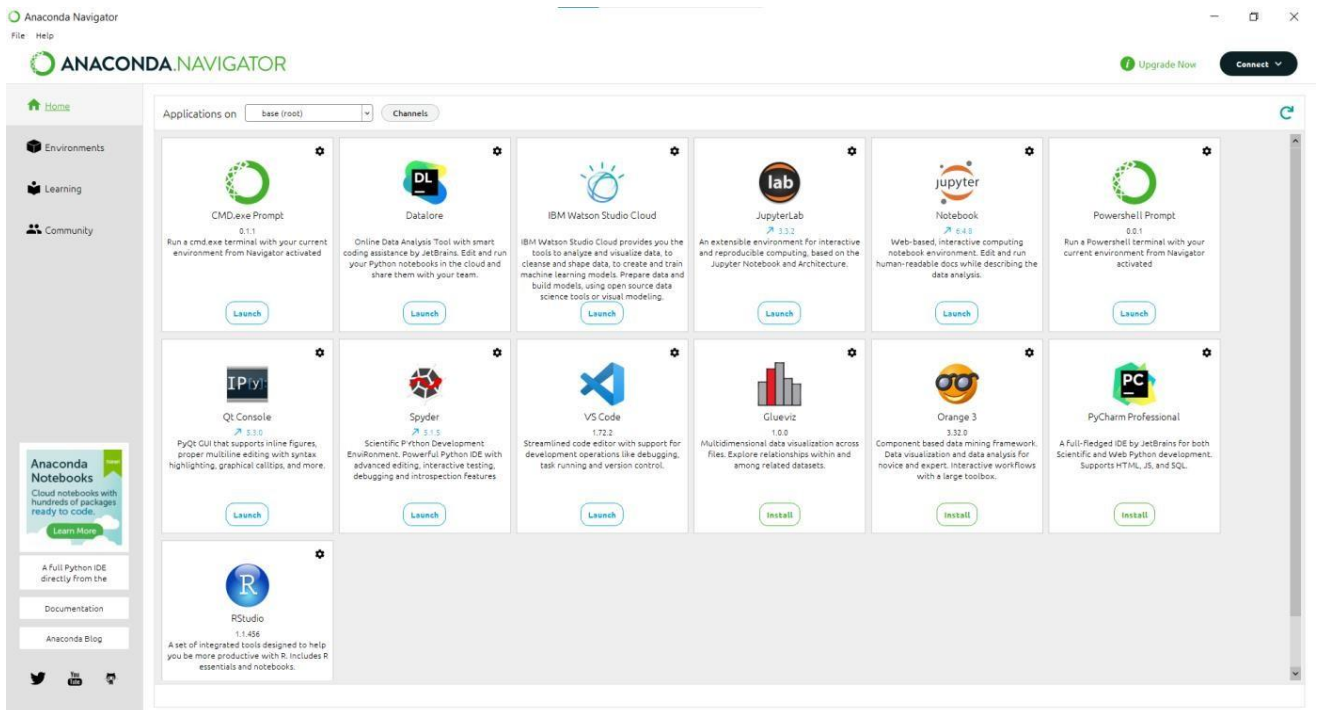 Anaconda Navigator
File Help
ANACONDA.NAVIGATOR
Upgrade Now
Connect
Home
Environments
Learning
Community
Anaconda
Notebooks
new!
Cloud notebooks with
hundreds of packages
ready to code.
Learn More
A full Python IDE
directly from the
Documentation
Anaconda Blog
You
Tube
Applications on base (root) Channels
CMD.exe Prompt
0.1.1
Run a cmd.exe terminal with your current
environment from Navigator activated
Launch
DL
Datalore
Online Data Analysis Tool with smart
coding assistance by JetBrains. Edit and run
your Python notebooks in the cloud and
share them with your team.
Launch
IBM Watson Studio Cloud
IBM Watson Studio Cloud provides you the
tools to analyze and visualize data, to
cleanse and shape data, to create and train
machine learning models. Prepare data and
build models, using open source data
science tools or visual modeling.
Launch
lab
JupyterLab
3.3.2
An extensible environment for interactive
and reproducible computing, based on the
Jupyter Notebook and Architecture.
Launch
jupyter
Notebook
6.4.8
Web-based, interactive computing
notebook environment. Edit and run
human-readable docs while describing the
data analysis.
Launch
Powershell Prompt
0.0.1
Run a Powershell terminal with your
current environment from Navigator
activated
Launch
IP[y]:
Qt Console
5.3.0
PyQt GUI that supports inline figures,
proper multiline editing with syntax
highlighting, graphical calltips, and more.
Launch
Spyder
5.1.5
Scientific PYthon Development
EnviRonment. Powerful Python IDE with
advanced editing, interactive testing,
debugging and introspection features
Launch
VS Code
1.72.2
Streamlined code editor with support for
development operations like debugging,
task running and version control.
Launch
Glueviz
1.0.0
Multidimensional data visualization across
files. Explore relationships within and
among related datasets.
Install
Orange 3
3.32.0
Component based data mining framework.
Data visualization and data analysis for
novice and expert. Interactive workflows
with a large toolbox.
Install
PC
PyCharm Professional
A full-fledged IDE by JetBrains for both
Scientific and Web Python development.
Supports HTML, JS, and SQL.
Install
R
RStudio
1.1.456
A set of integrated tools designed to help
you be more productive with R. Includes R
essentials and notebooks.